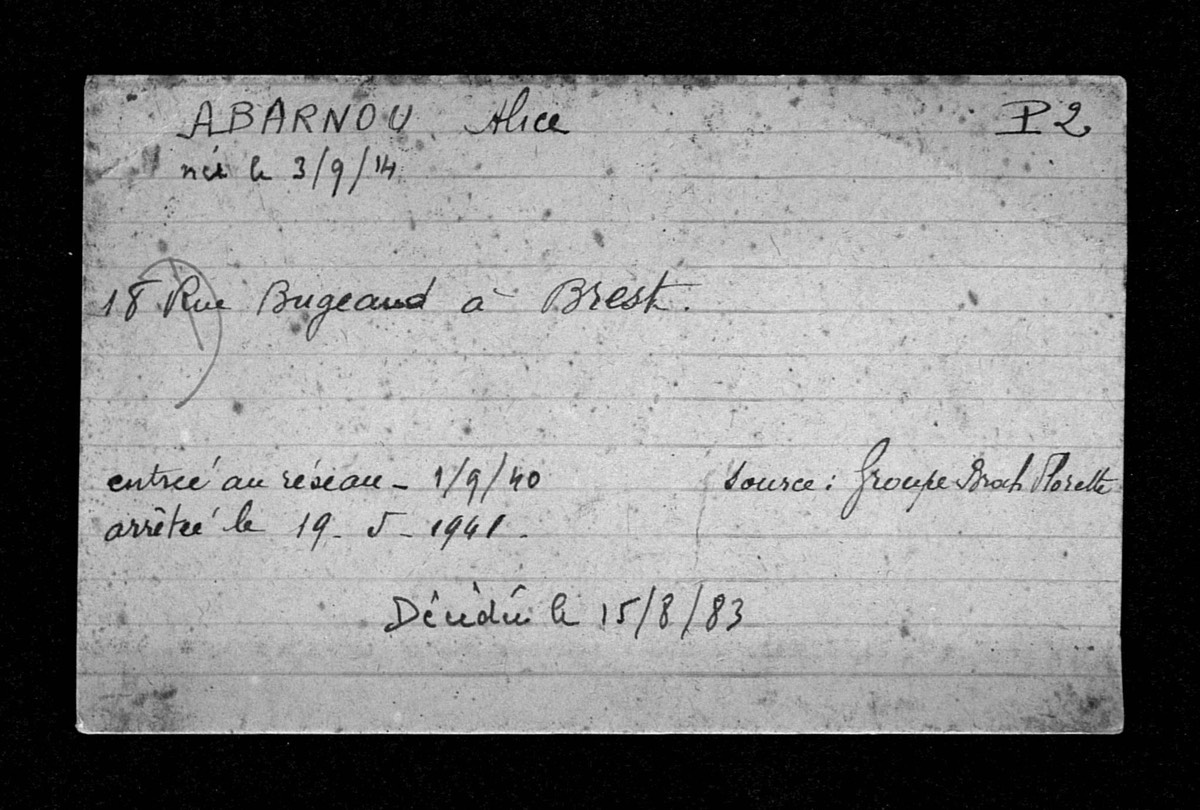 ABARNOU Alice P2
née le 3/9/14
18 Rue Bugeaud à Brest.
entrée au réseau - 1/9/40 source: Groupe
arrêtée le 19 - 5 - 1941.
Décédée le 15/8/83